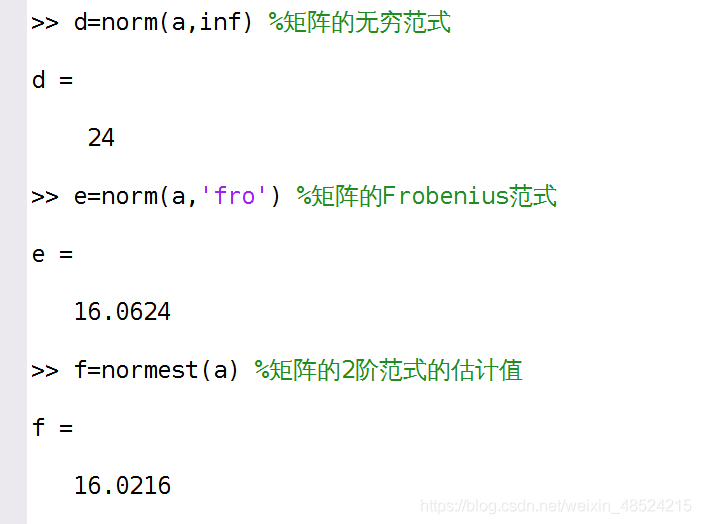 >> d=norm(a,inf) %矩阵的无穷范式
d =
24
>> e=norm(a,'fro') %矩阵的Frobenius范式
e =
16.0624
>> f=normest(a) %矩阵的2阶范式的估计值
f =
16.0216
https://blog.csdn.net/weixin_48524215